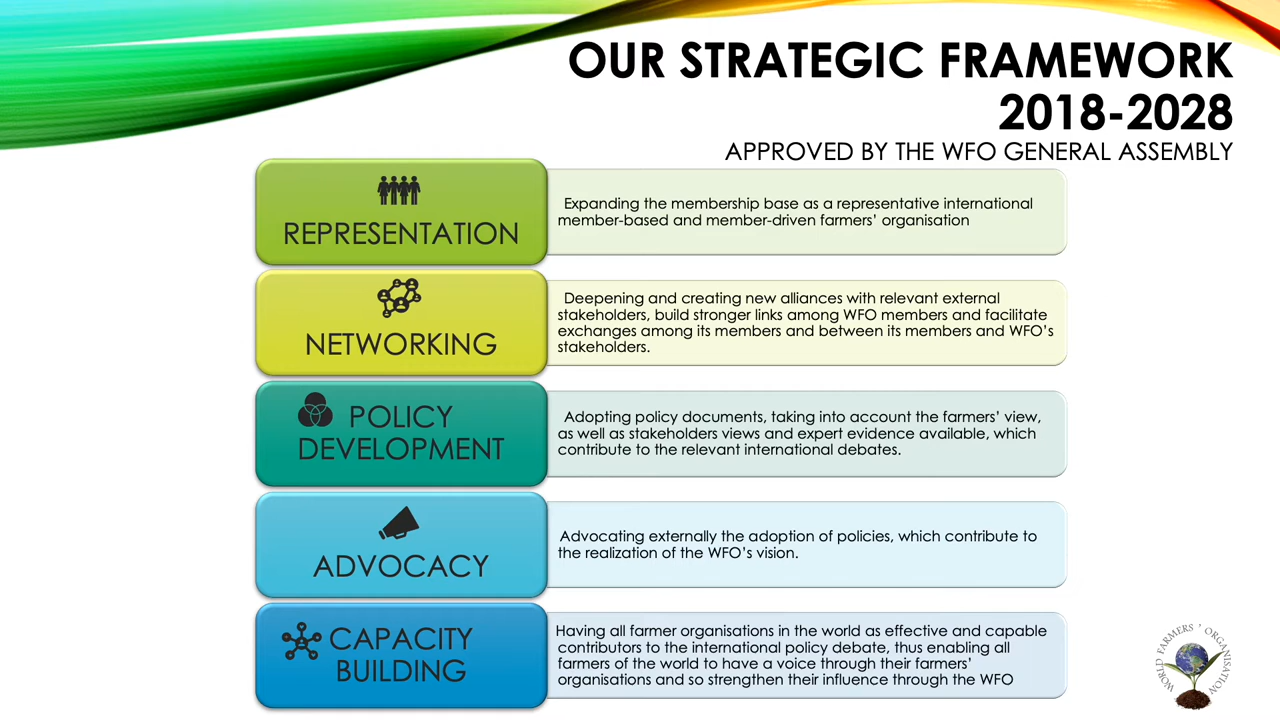 OUR STRATEGIC FRAMEWORK
2018-2028
APPROVED BY THE WFO GENERAL ASSEMBLY
REPRESENTATION
Expanding the membership base as a representative international
member-based and member-driven farmers’ organisation
NETWORKING
Deepening and creating new alliances with relevant external
stakeholders, build stronger links among WFO members and facilitate
exchanges among its members and between its members and WFO’s
stakeholders.
POLICY
DEVELOPMENT
Adopting policy documents, taking into account the farmers’ view,
as well as stakeholders views and expert evidence available, which
contribute to the relevant international debates.
ADVOCACY
Advocating externally the adoption of policies, which contribute to
the realization of the WFO’s vision.
CAPACITY
BUILDING
Having all farmer organisations in the world as effective and capable
contributors to the international policy debate, thus enabling all
farmers of the world to have a voice through their farmers’
organisations and so strengthen their influence through the WFO
WORLD FARMERS’ ORGANISATION